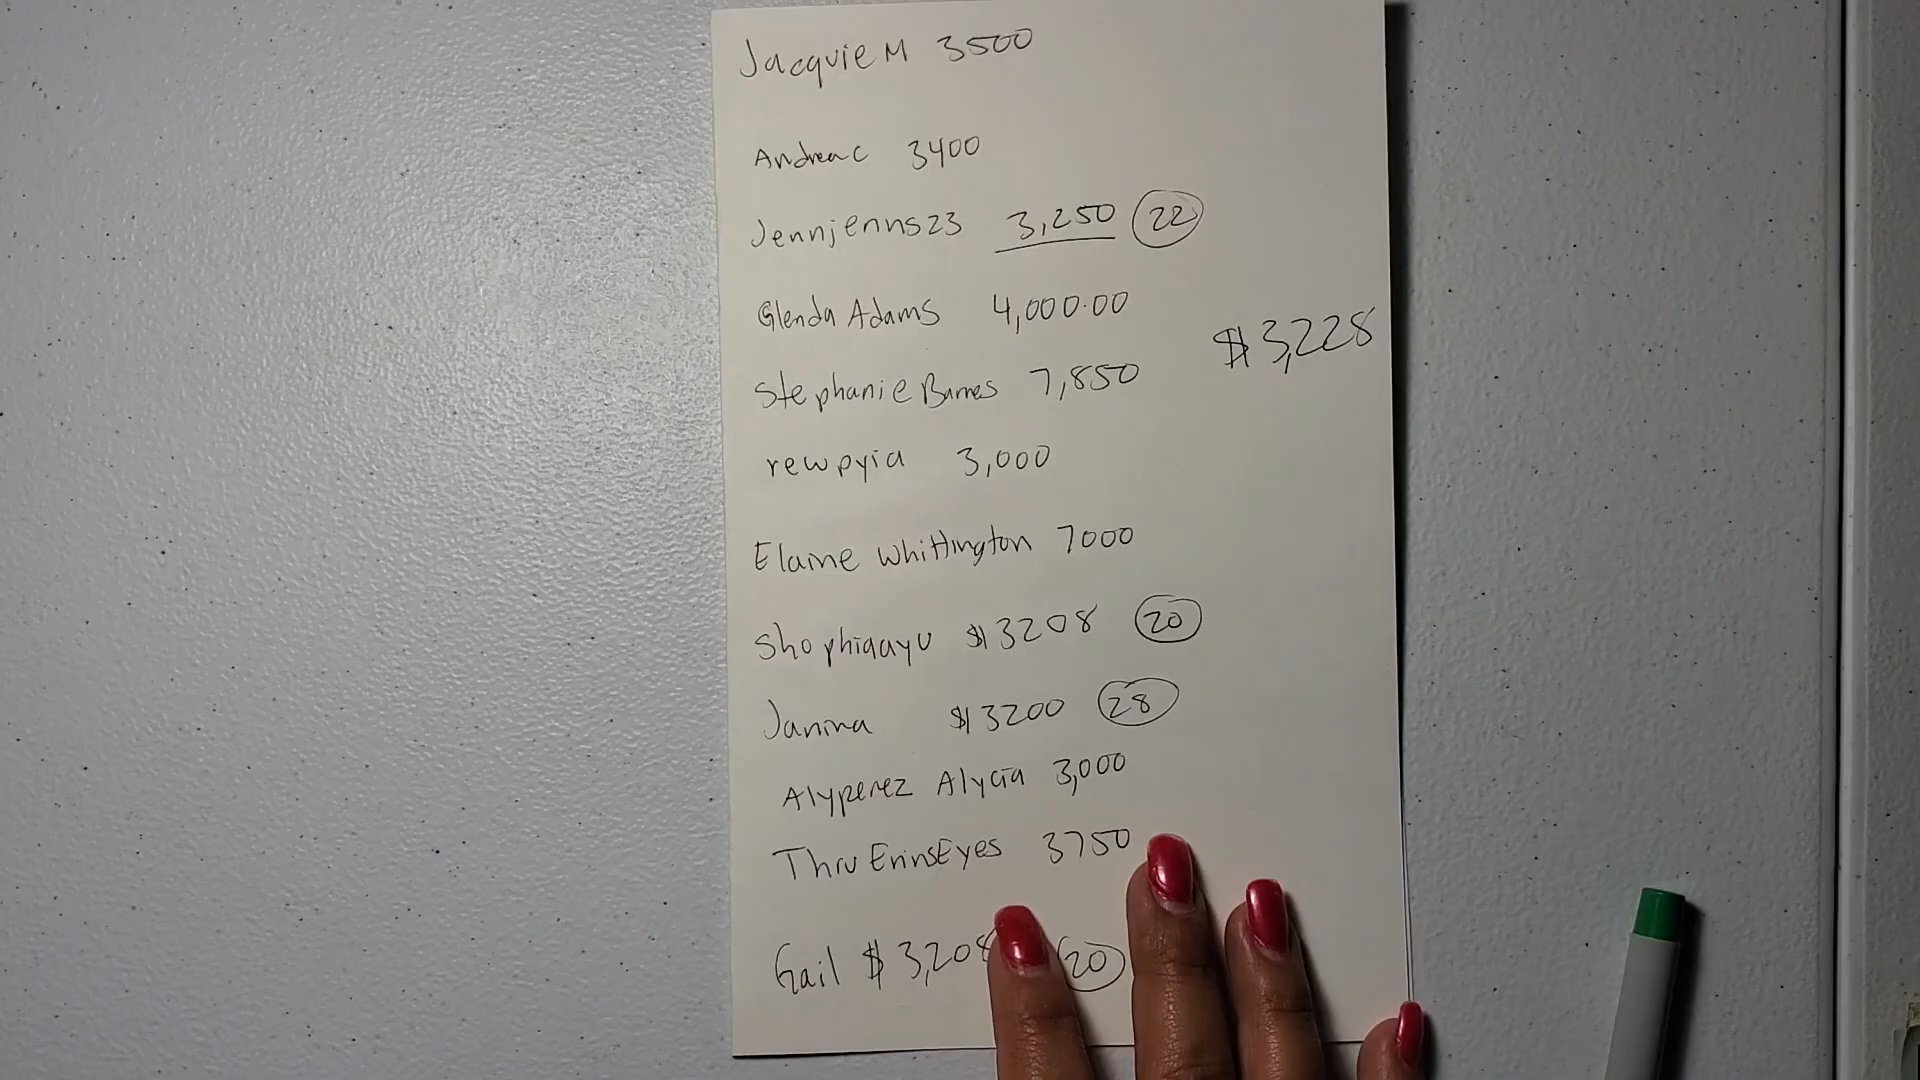 JacquieM 3500
Andreac 3400
Jennjenns23 3,250 22
Glenda Adams 4,000.00
$3,228
Stephanie Barnes 7,850
rewpyia 3,000
Elaine Whittington 7000
Shophiaayu $3208 20
Janina $3200 28
Alyperez Alycia 3,000
Thru ErinsEyes 3750
Gail $3,208 20